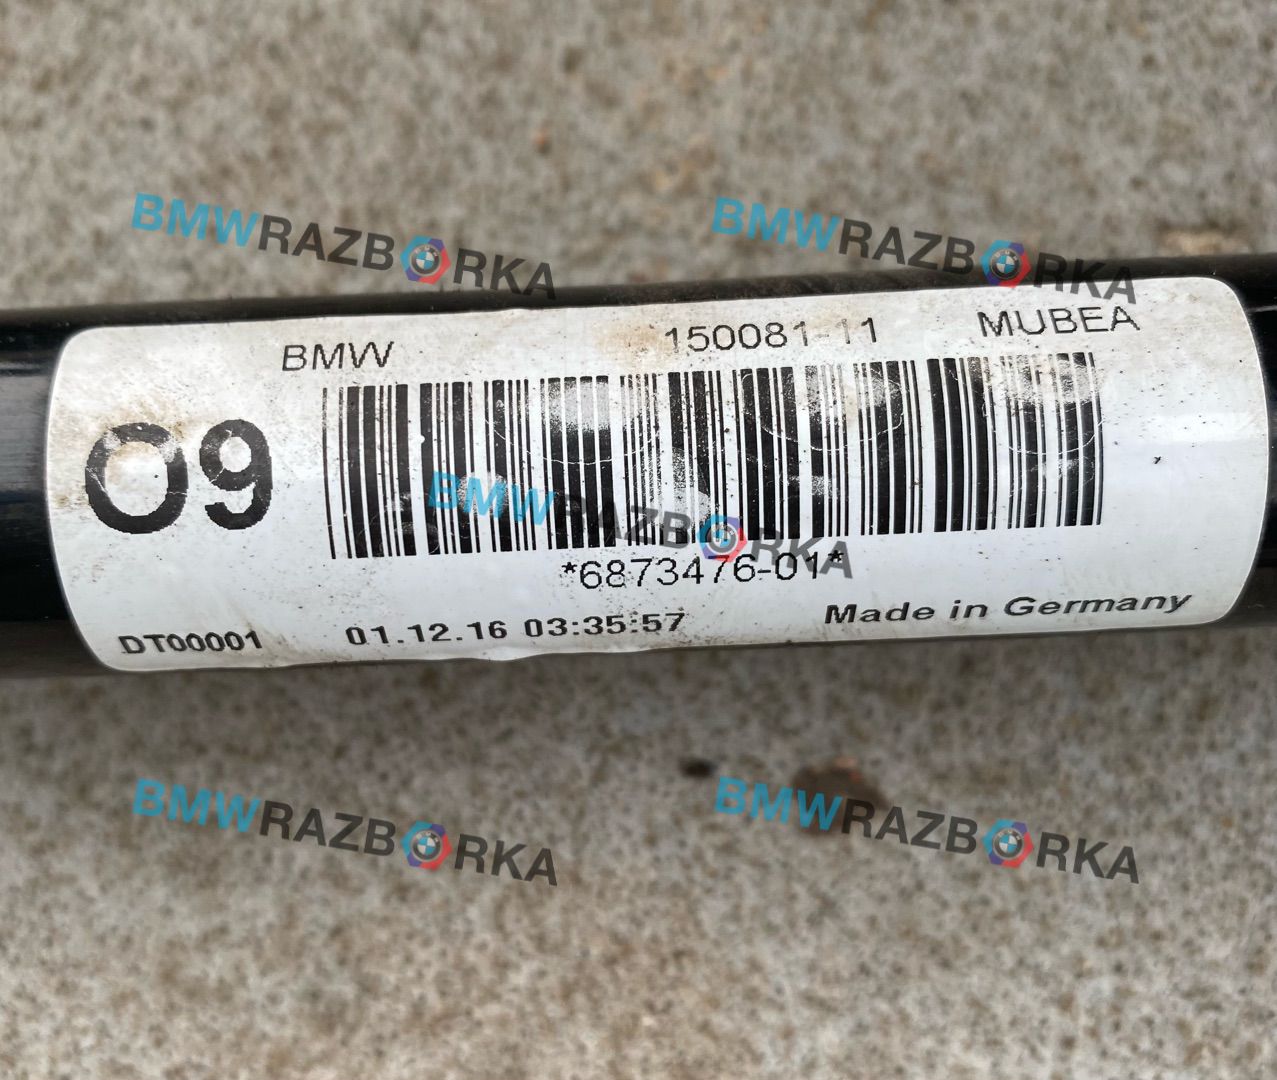 BMWRAZBORKA BMWRAZBORKA
BMW 150081-11 MUBEA
09
BMWRAZBORKA
*6873476-01*
DT00001 01.12.16 03:35:57 Made in Germany
BMWRAZBORKA BMWRAZBORKA